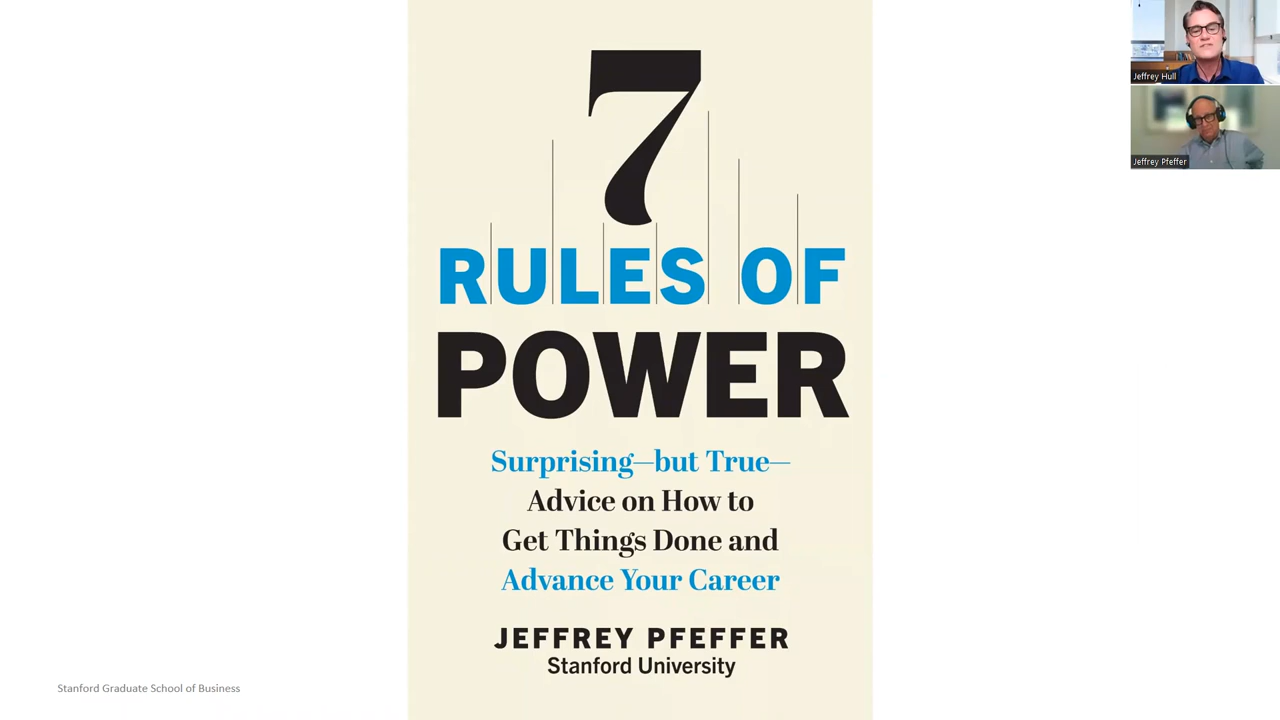 7
RULES OF
POWER
Surprising—but True—
Advice on How to
Get Things Done and
Advance Your Career
JEFFREY PFEFFER
Stanford University
Stanford Graduate School of Business
Jeffrey Hull
Jeffrey Pfeffer